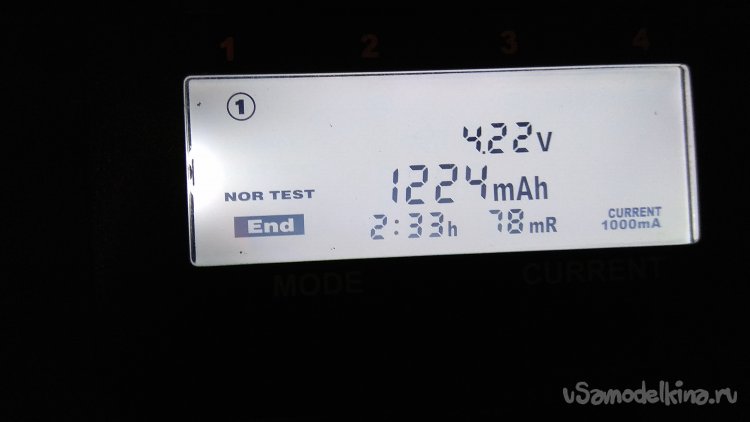 1 2 3 4
①
4.22V
1224mAh
NOR TEST
End 2:33h 78mR CURRENT 1000mA
MODE CURRENT
vSamodelkina.ru